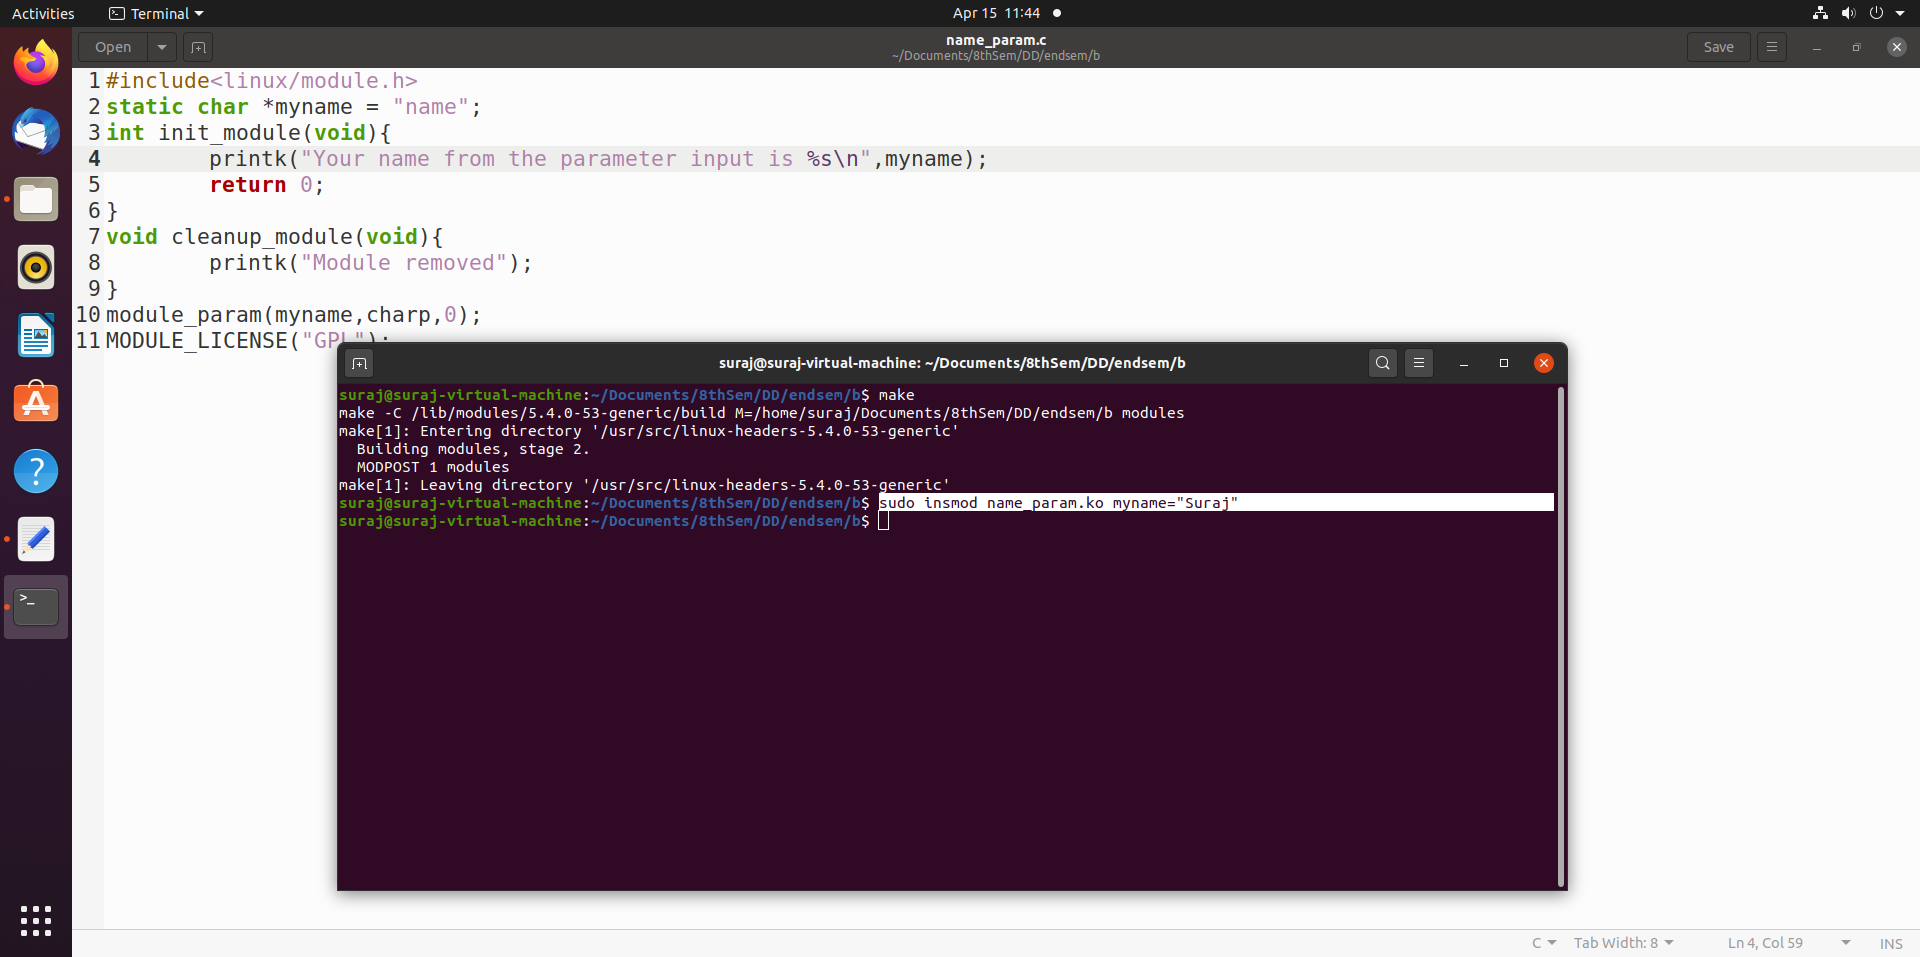 Activities Terminal Apr 15 11:44
Open name_param.c Save
~/Documents/8thSem/DD/endsem/b
1 #include<linux/module.h>
2 static char *myname = "name";
3 int init_module(void){
4 printk("Your name from the parameter input is %s\n",myname);
5 return 0;
6 }
7 void cleanup_module(void){
8 printk("Module removed");
9 }
10 module_param(myname,charp,0);
11 MODULE_LICENSE("GPL");
suraj@suraj-virtual-machine: ~/Documents/8thSem/DD/endsem/b
suraj@suraj-virtual-machine:~/Documents/8thSem/DD/endsem/b$ make
make -C /lib/modules/5.4.0-53-generic/build M=/home/suraj/Documents/8thSem/DD/endsem/b modules
make[1]: Entering directory '/usr/src/linux-headers-5.4.0-53-generic'
Building modules, stage 2.
MODPOST 1 modules
make[1]: Leaving directory '/usr/src/linux-headers-5.4.0-53-generic'
suraj@suraj-virtual-machine:~/Documents/8thSem/DD/endsem/b$ sudo insmod name_param.ko myname="Suraj"
suraj@suraj-virtual-machine:~/Documents/8thSem/DD/endsem/b$
C Tab Width: 8 Ln 4, Col 59 INS